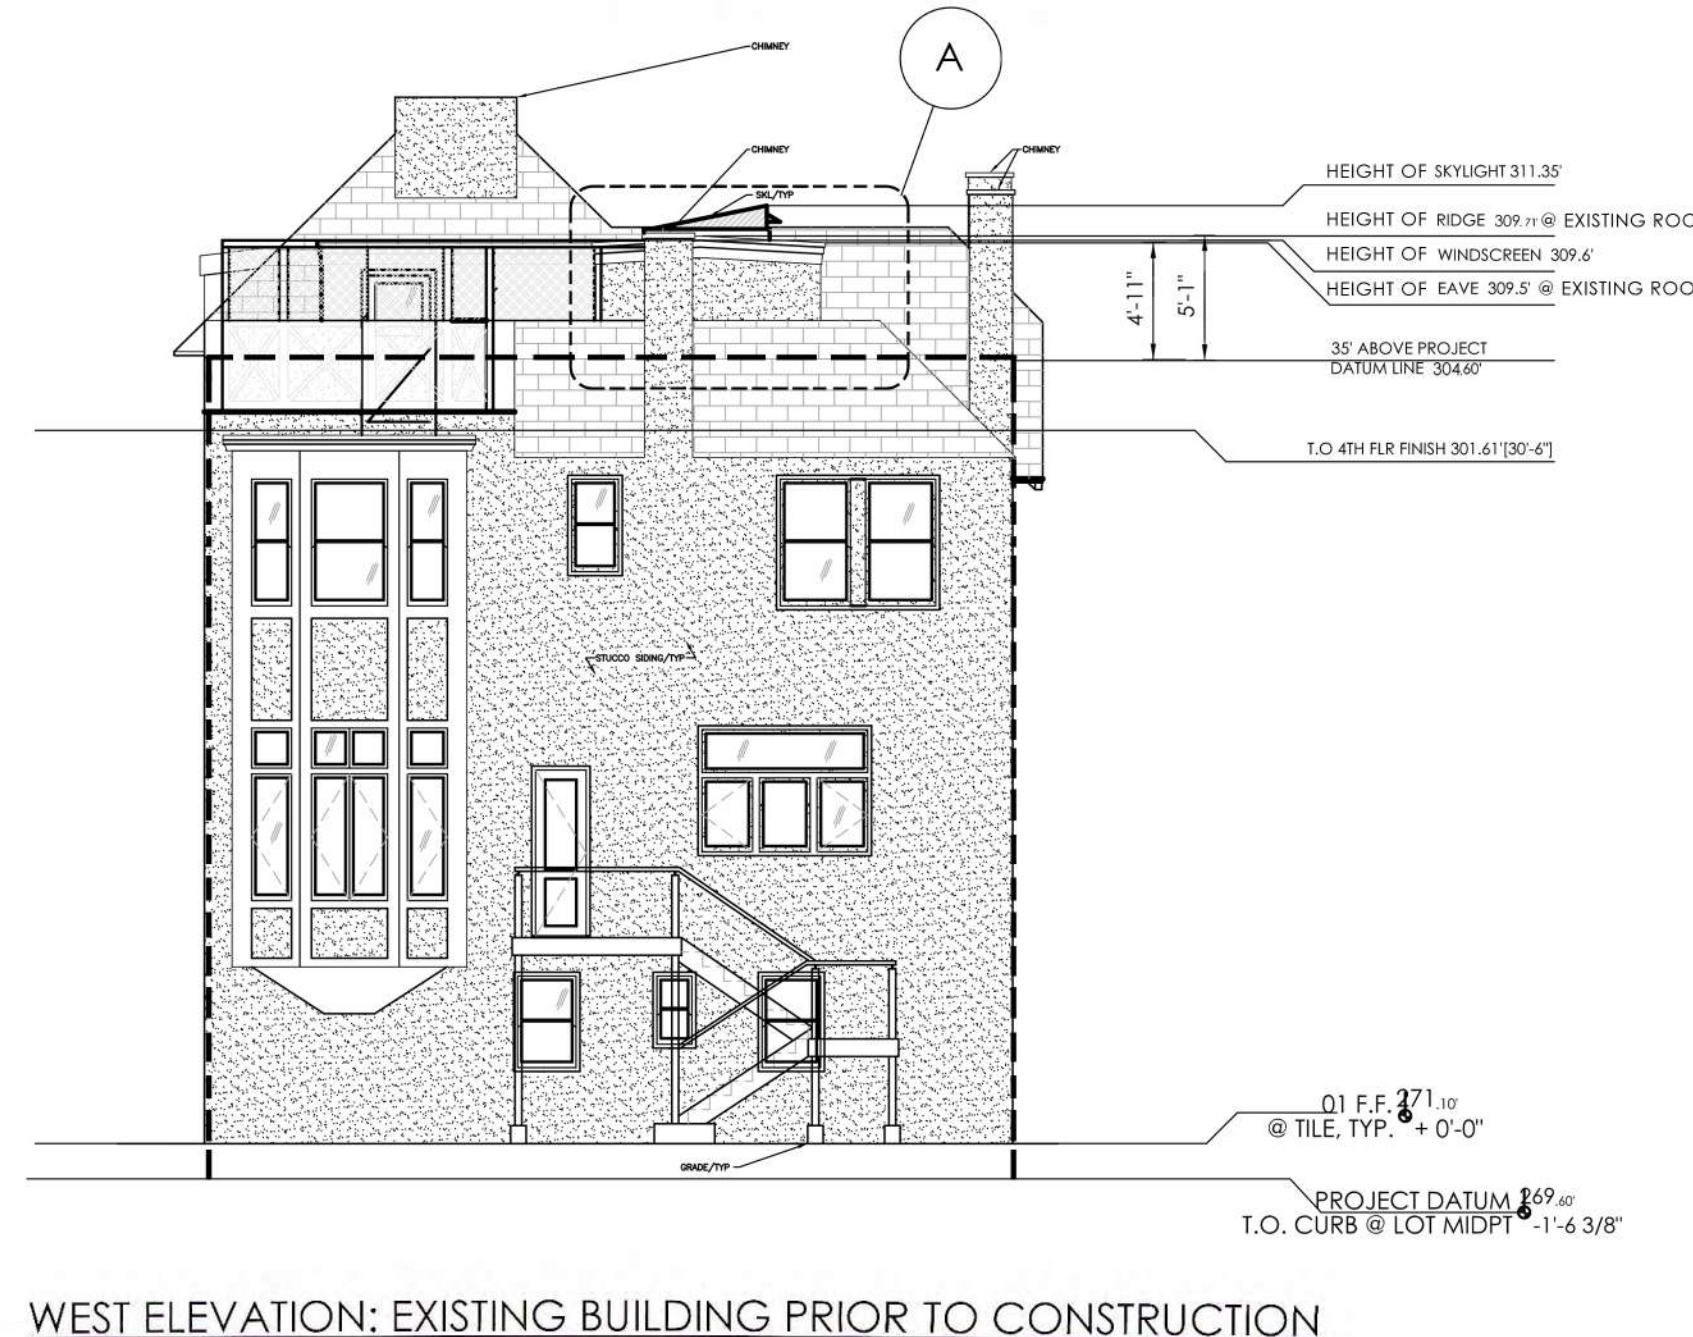 A
CHIMNEY
CHIMNEY
CHIMNEY
SKL/TYP
HEIGHT OF SKYLIGHT 311.35'
HEIGHT OF RIDGE 309.71' @ EXISTING ROO
HEIGHT OF WINDSCREEN 309.6'
HEIGHT OF EAVE 309.5' @ EXISTING ROO
4'-11"
5'-1"
35' ABOVE PROJECT
DATUM LINE 304.60'
T.O 4TH FLR FINISH 301.61'[30'-6"]
STUCCO SIDING/TYP
01 F.F. 271.10'
@ TILE, TYP. + 0'-0"
GRADE/TYP
PROJECT DATUM 269.60'
T.O. CURB @ LOT MIDPT -1'-6 3/8"
WEST ELEVATION: EXISTING BUILDING PRIOR TO CONSTRUCTION